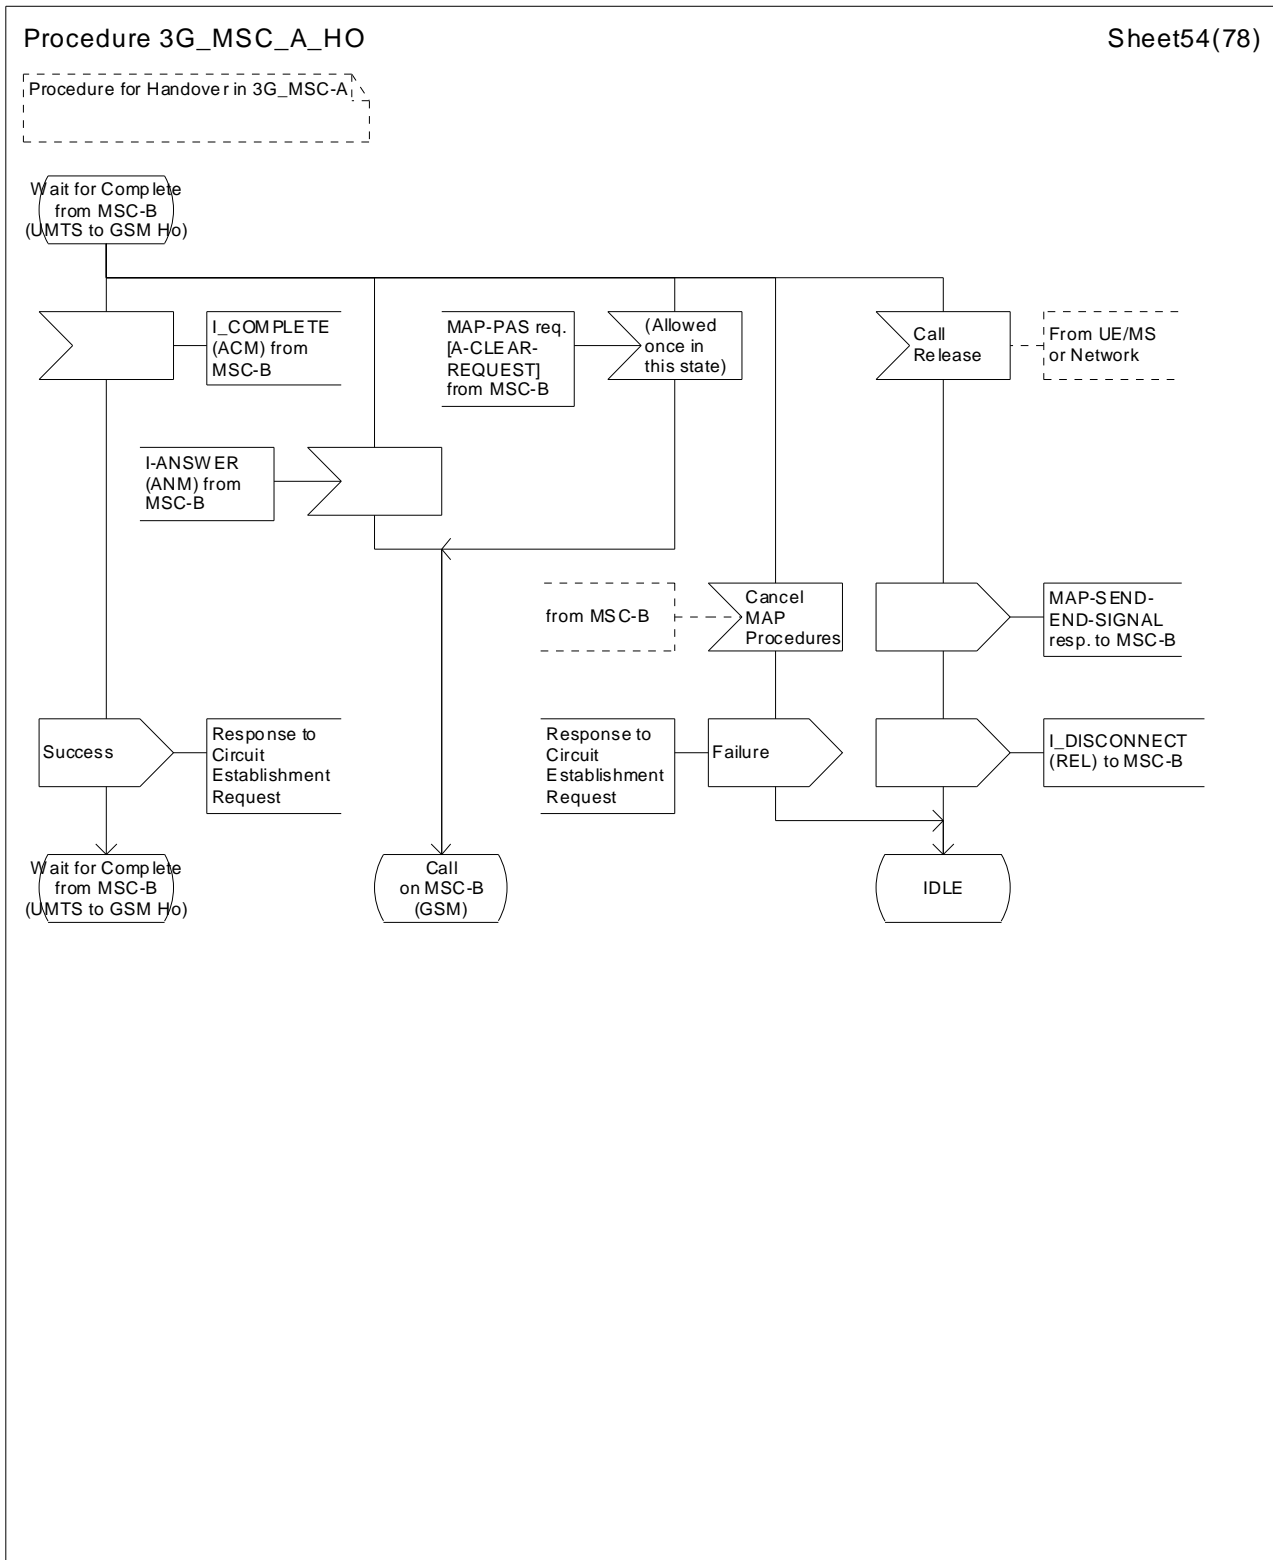 Procedure 3G_MSC_A_HO
Sheet54(78)
Procedure for Handover in 3G_MSC-A
Wait for Complete
from MSC-B
(UMTS to GSM Ho)
I_COMPLETE
(ACM) from
MSC-B
MAP-PAS req.
[A-CLEAR-
REQUEST]
from MSC-B
(Allowed
once in
this state)
Call
Release
From UE/MS
or Network
I-ANSWER
(ANM) from
MSC-B
from MSC-B
Cancel
MAP
Procedures
MAP-SEND-
END-SIGNAL
resp. to MSC-B
Success
Response to
Circuit
Establishment
Request
Response to
Circuit
Establishment
Request
Failure
I_DISCONNECT
(REL) to MSC-B
Wait for Complete
from MSC-B
(UMTS to GSM Ho)
Call
on MSC-B
(GSM)
IDLE